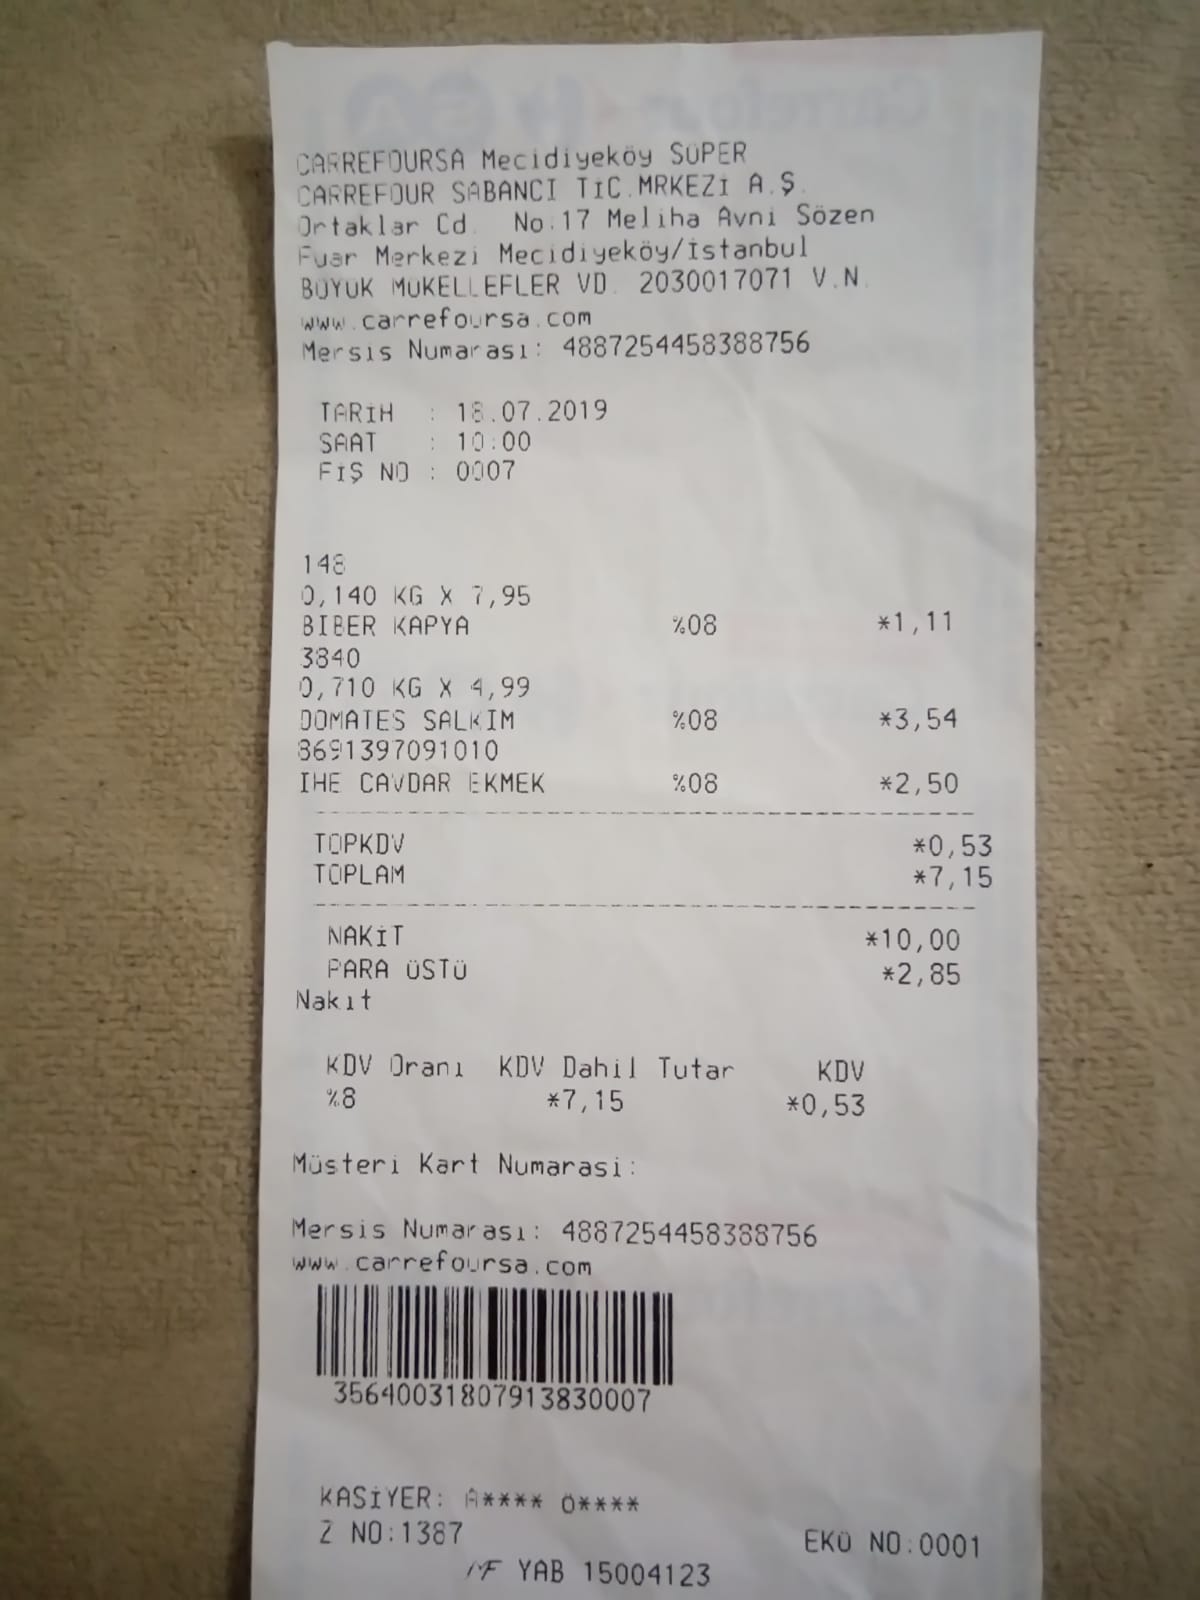 CARREFOURSA Mecidiyeköy SÜPER
CARREFOUR SABANCI TİC.MRKEZİ A.Ş.
Ortaklar Cd. No:17 Meliha Avni Sözen
Fuar Merkezi Mecidiyeköy/İstanbul
BÜYÜK MÜKELLEFLER VD. 2030017071 V.N.
www.carrefoursa.com
Mersis Numarası: 4887254458388756
TARİH : 18.07.2019
SAAT : 10:00
FİŞ NO : 0007
148
0,140 KG X 7,95
BIBER KAPYA %08 *1,11
3840
0,710 KG X 4,99
DOMATES SALKIM %08 *3,54
8691397091010
IHE CAVDAR EKMEK %08 *2,50
TOPKDV *0,53
TOPLAM *7,15
NAKİT *10,00
PARA ÜSTÜ *2,85
Nakıt
KDV Oranı KDV Dahil Tutar KDV
%8 *7,15 *0,53
Müsteri Kart Numarasi:
Mersis Numarası: 4887254458388756
www.carrefoursa.com
35640031807913830007
KASİYER: A**** Ö****
Z NO:1387 EKÜ NO:0001
MF YAB 15004123